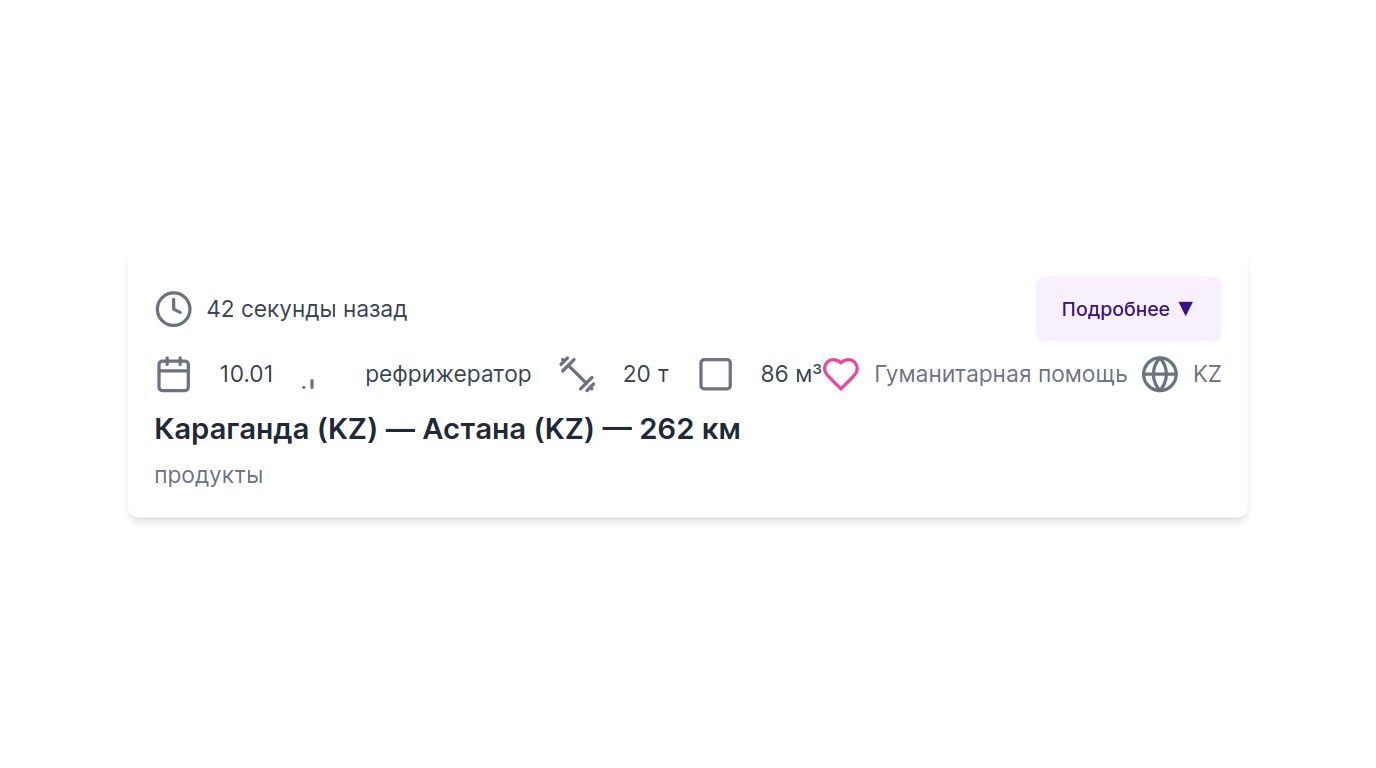 42 секунды назад Подробнее ▼
10.01 рефрижератор 20 т 86 м³ Гуманитарная помощь KZ
Караганда (KZ) — Астана (KZ) — 262 км
продукты